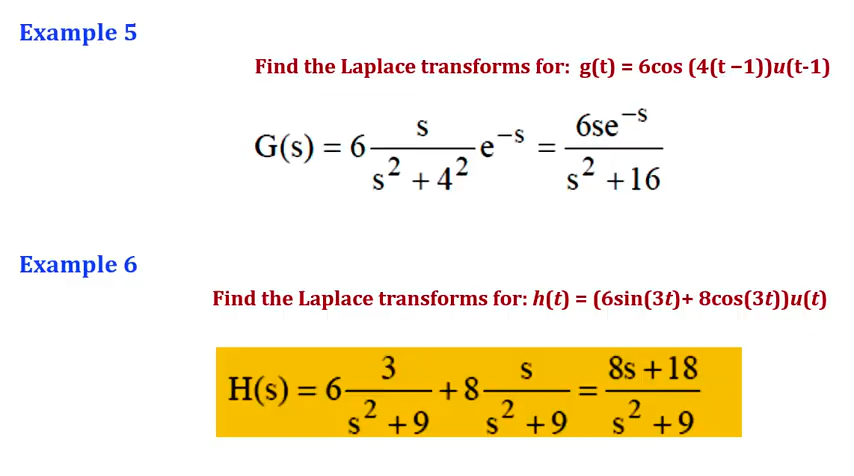 Example 5
Find the Laplace transforms for: g(t) = 6cos (4(t −1))u(t-1)
G(s) = 6 s/(s² + 4²) e⁻ˢ = 6se⁻ˢ/(s² + 16)
Example 6
Find the Laplace transforms for: h(t) = (6sin(3t)+ 8cos(3t))u(t)
H(s) = 6 3/(s² + 9) + 8 s/(s² + 9) = (8s + 18)/(s² + 9)